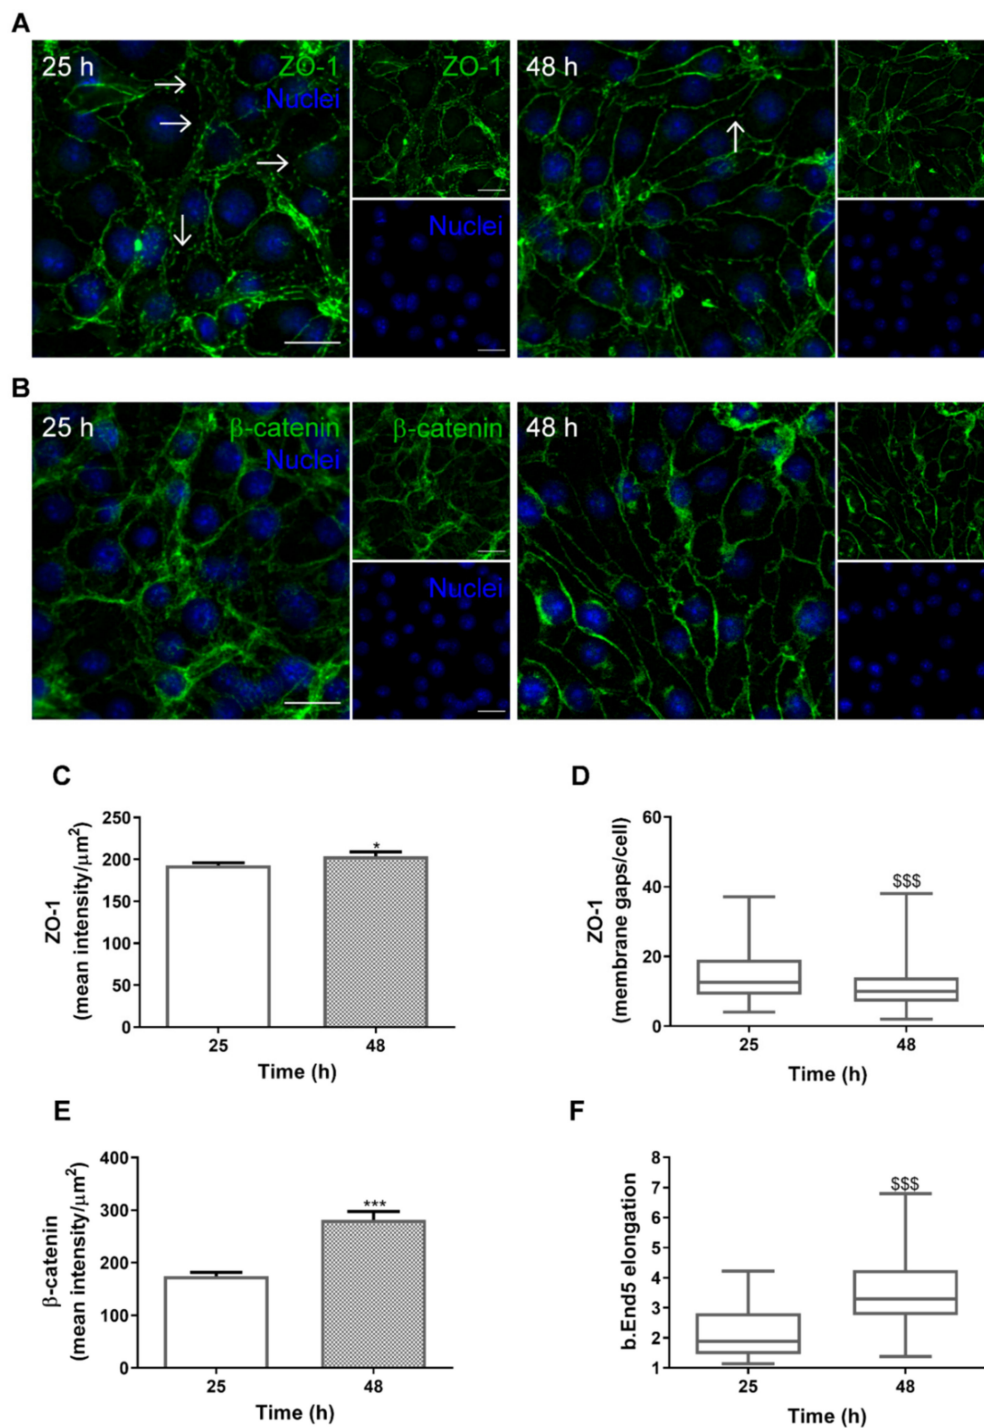 A
25 h
ZO-1
Nuclei
ZO-1
Nuclei
48 h
B
25 h
β-catenin
Nuclei
β-catenin
Nuclei
48 h
C
ZO-1
(mean intensity/μm²)
250
200
150
100
50
0
*
25
48
Time (h)
D
ZO-1
(membrane gaps/cell)
60
40
20
0
$$$
25
48
Time (h)
E
β-catenin
(mean intensity/μm²)
400
300
200
100
0
***
25
48
Time (h)
F
b.End5 elongation
8
7
6
5
4
3
2
1
$$$
25
48
Time (h)